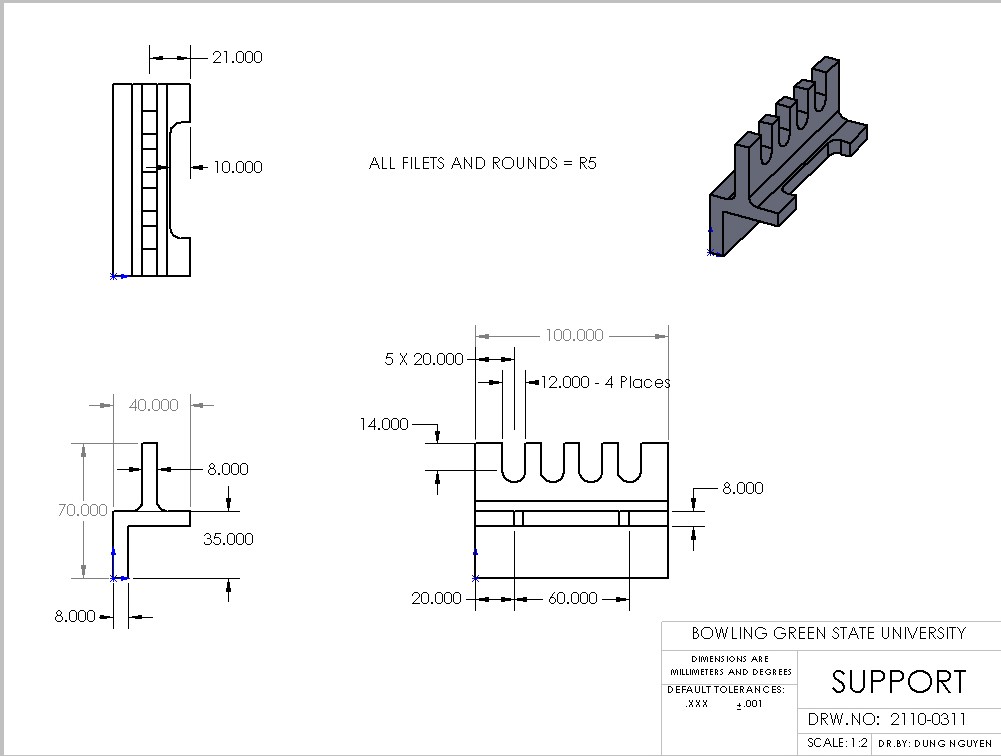 21.000
10.000
ALL FILETS AND ROUNDS = R5
100.000
5 X 20.000
12.000 - 4 Places
14.000
8.000
20.000
60.000
40.000
8.000
70.000
35.000
8.000
BOWLING GREEN STATE UNIVERSITY
DIMENSIONS ARE
MILLIMETERS AND DEGREES
DEFAULT TOLERANCES:
.XXX ±.001
SUPPORT
DRW.NO: 2110-0311
SCALE: 1:2
DR.BY: DUNG NGUYEN